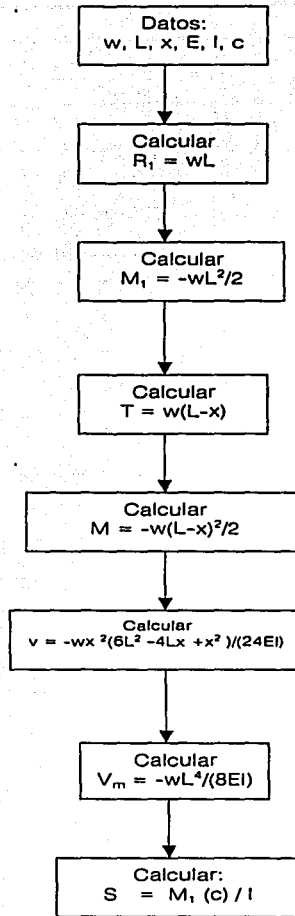 Datos:
w, L, x, E, I, c
Calcular
R₁ = wL
Calcular
M₁ = -wL²/2
Calcular
T = w(L-x)
Calcular
M = -w(L-x)²/2
Calcular
v = -wx²(6L² -4Lx +x²)/(24EI)
Calcular
Vₘ = -wL⁴/(8EI)
Calcular:
S = M₁ (c) / I